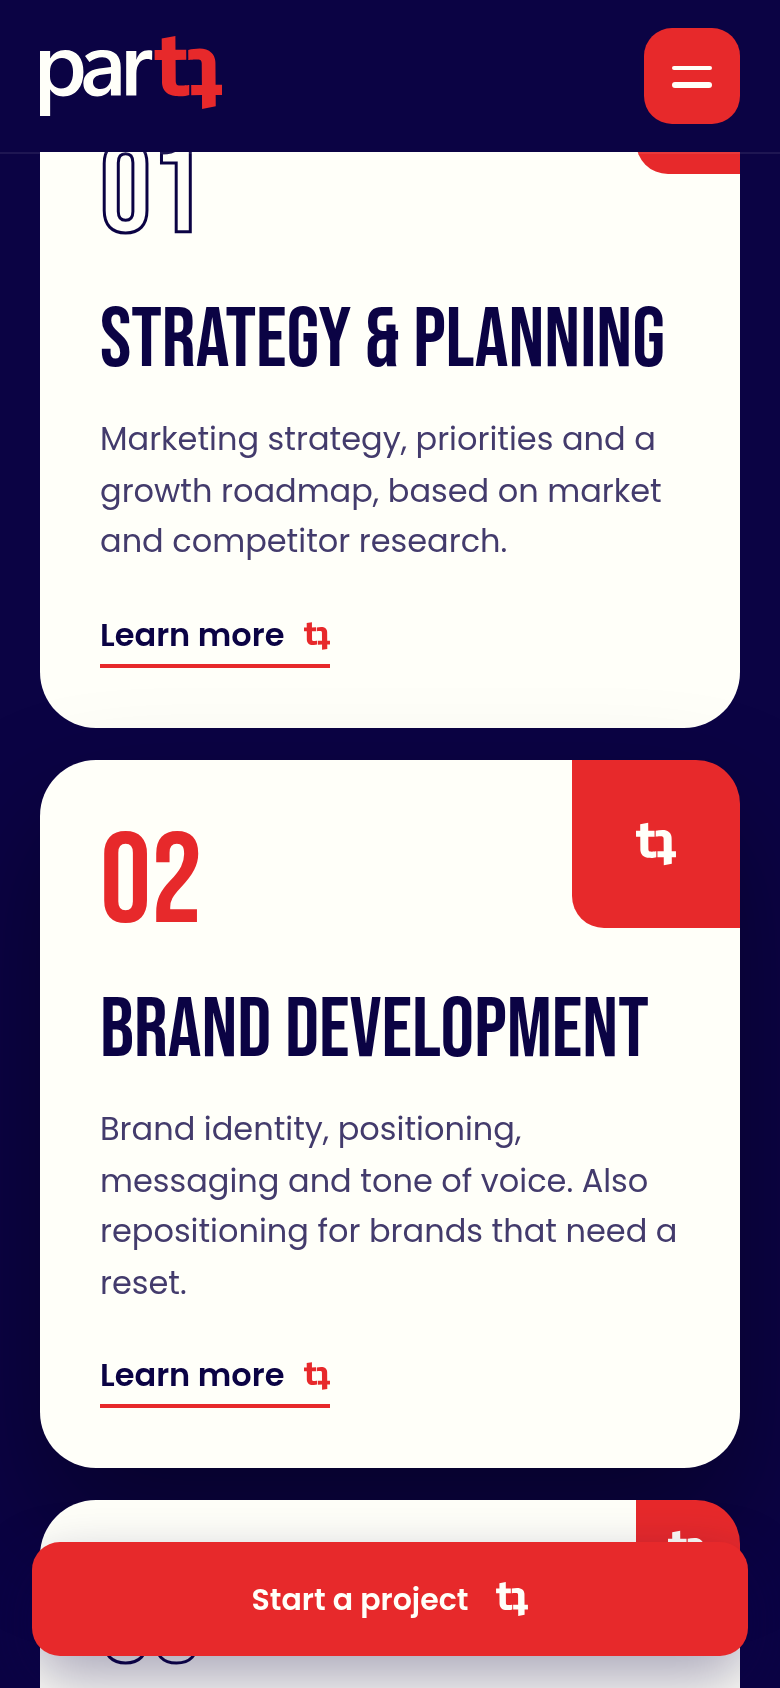 partt
01
STRATEGY & PLANNING
Marketing strategy, priorities and a
growth roadmap, based on market
and competitor research.
Learn more
02
BRAND DEVELOPMENT
Brand identity, positioning,
messaging and tone of voice. Also
repositioning for brands that need a
reset.
Learn more
Start a project